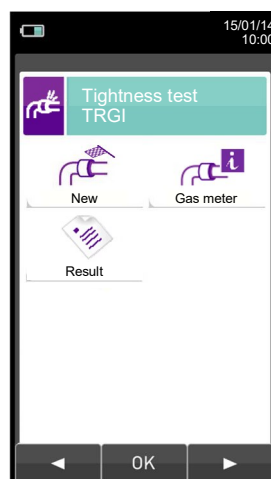 15/01/14
10:00
Tightness test
TRGI
i
New
Gas meter
Result
OK